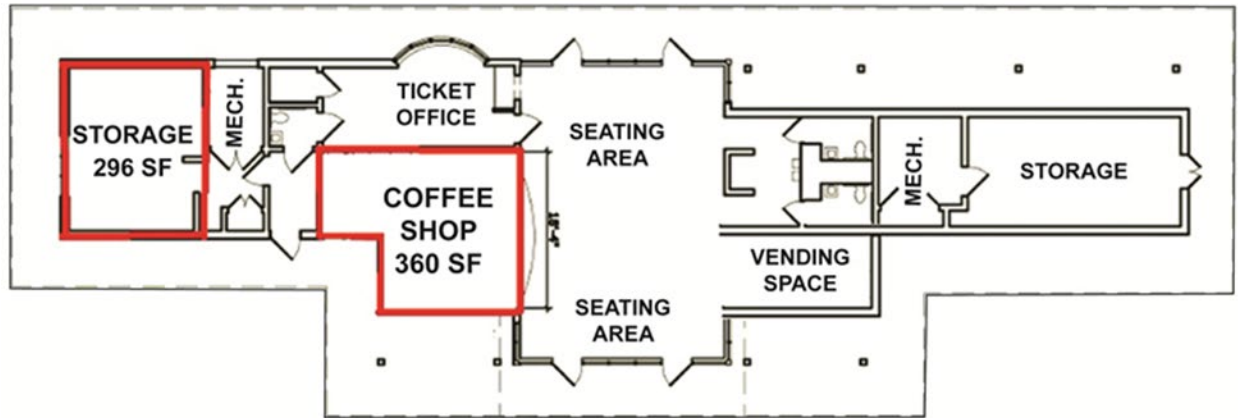 STORAGE
296 SF
MECH.
TICKET
OFFICE
COFFEE
SHOP
360 SF
SEATING
AREA
SEATING
AREA
MECH.
STORAGE
VENDING
SPACE